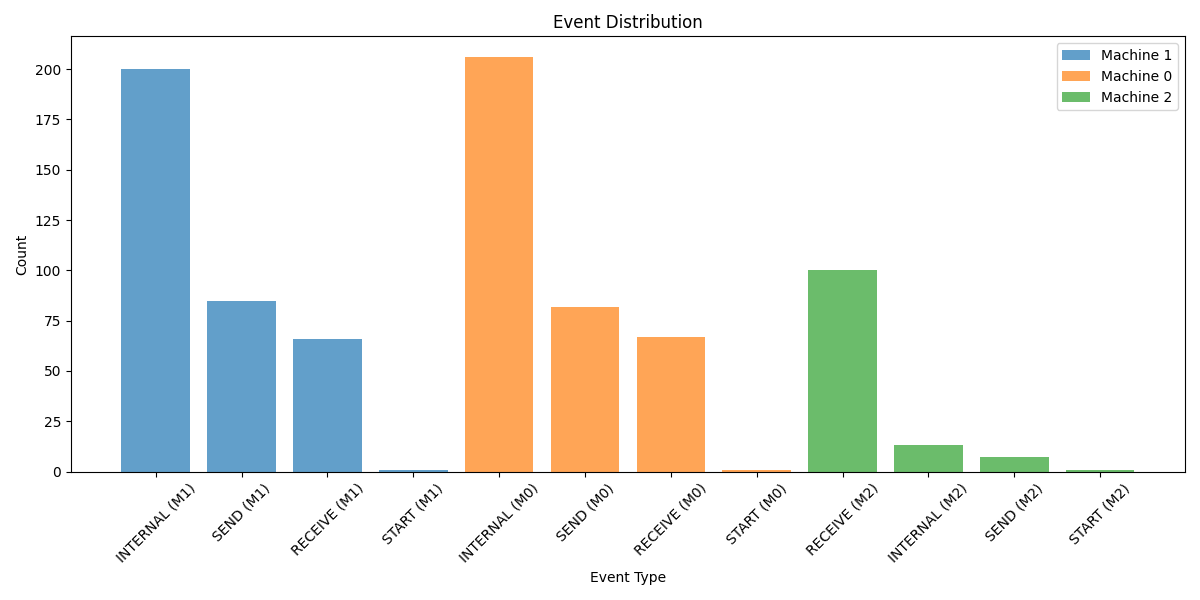 Event Distribution
Machine 1
Machine 0
Machine 2
Count
200
175
150
125
100
75
50
25
0
INTERNAL (M1)
SEND (M1)
RECEIVE (M1)
START (M1)
INTERNAL (M0)
SEND (M0)
RECEIVE (M0)
START (M0)
RECEIVE (M2)
INTERNAL (M2)
SEND (M2)
START (M2)
Event Type